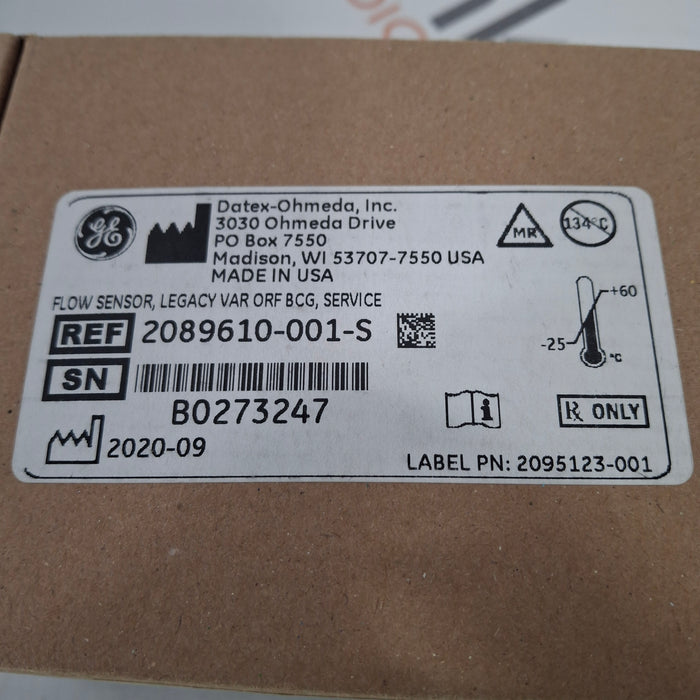 DIO
GE
Datex-Ohmeda, Inc.
3030 Ohmeda Drive
PO Box 7550
Madison, WI 53707-7550 USA
MADE IN USA
MR
134°C
FLOW SENSOR, LEGACY VAR ORF BCG, SERVICE
REF 2089610-001-S
+60
-25
°C
SN
B0273247
i
R ONLY
2020-09
LABEL PN: 2095123-001